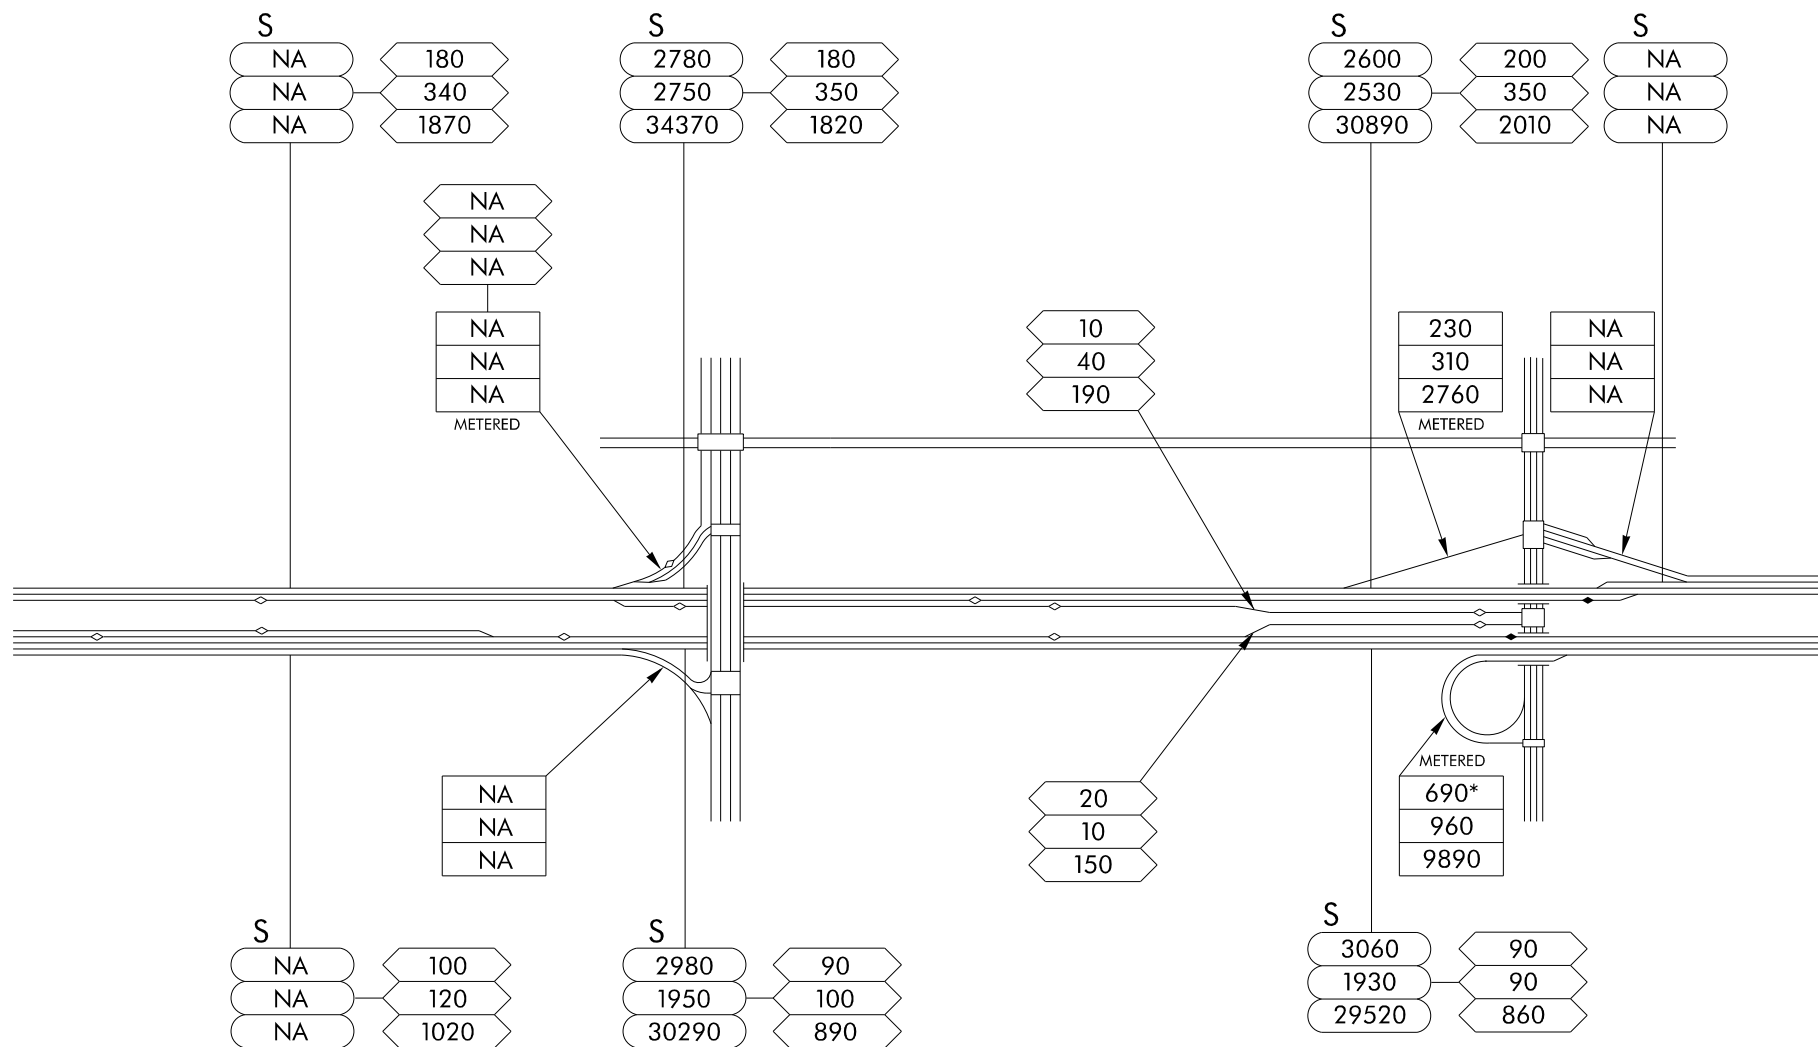 S
NA
NA
NA
180
340
1870
S
2780
2750
34370
180
350
1820
S
2600
2530
30890
200
350
2010
S
NA
NA
NA
NA
NA
NA
NA
NA
NA
METERED
10
40
190
230
310
2760
METERED
NA
NA
NA
NA
NA
NA
20
10
150
METERED
690*
960
9890
S
NA
NA
NA
100
120
1020
S
2980
1950
30290
90
100
890
S
3060
1930
29520
90
90
860